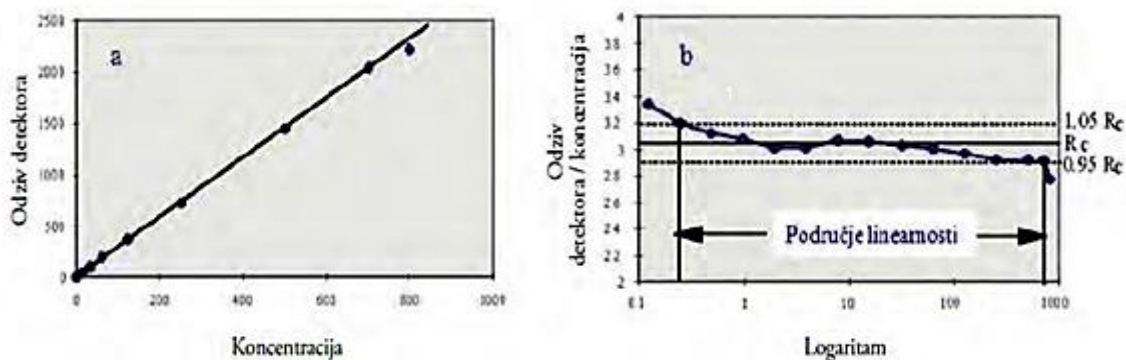 a
Odziv detektora
2500
2000
1500
1000
500
0
0 200 400 600 800 1000
Koncentracija
b
Odziv
detektora / koncentracija
4
3.8
3.6
3.4
3.2
3
2.8
2.6
2.4
2.2
2
1.05 Rc
Rc
0.95 Rc
Područje linearnosti
0.1 1 10 100 1000
Logaritam